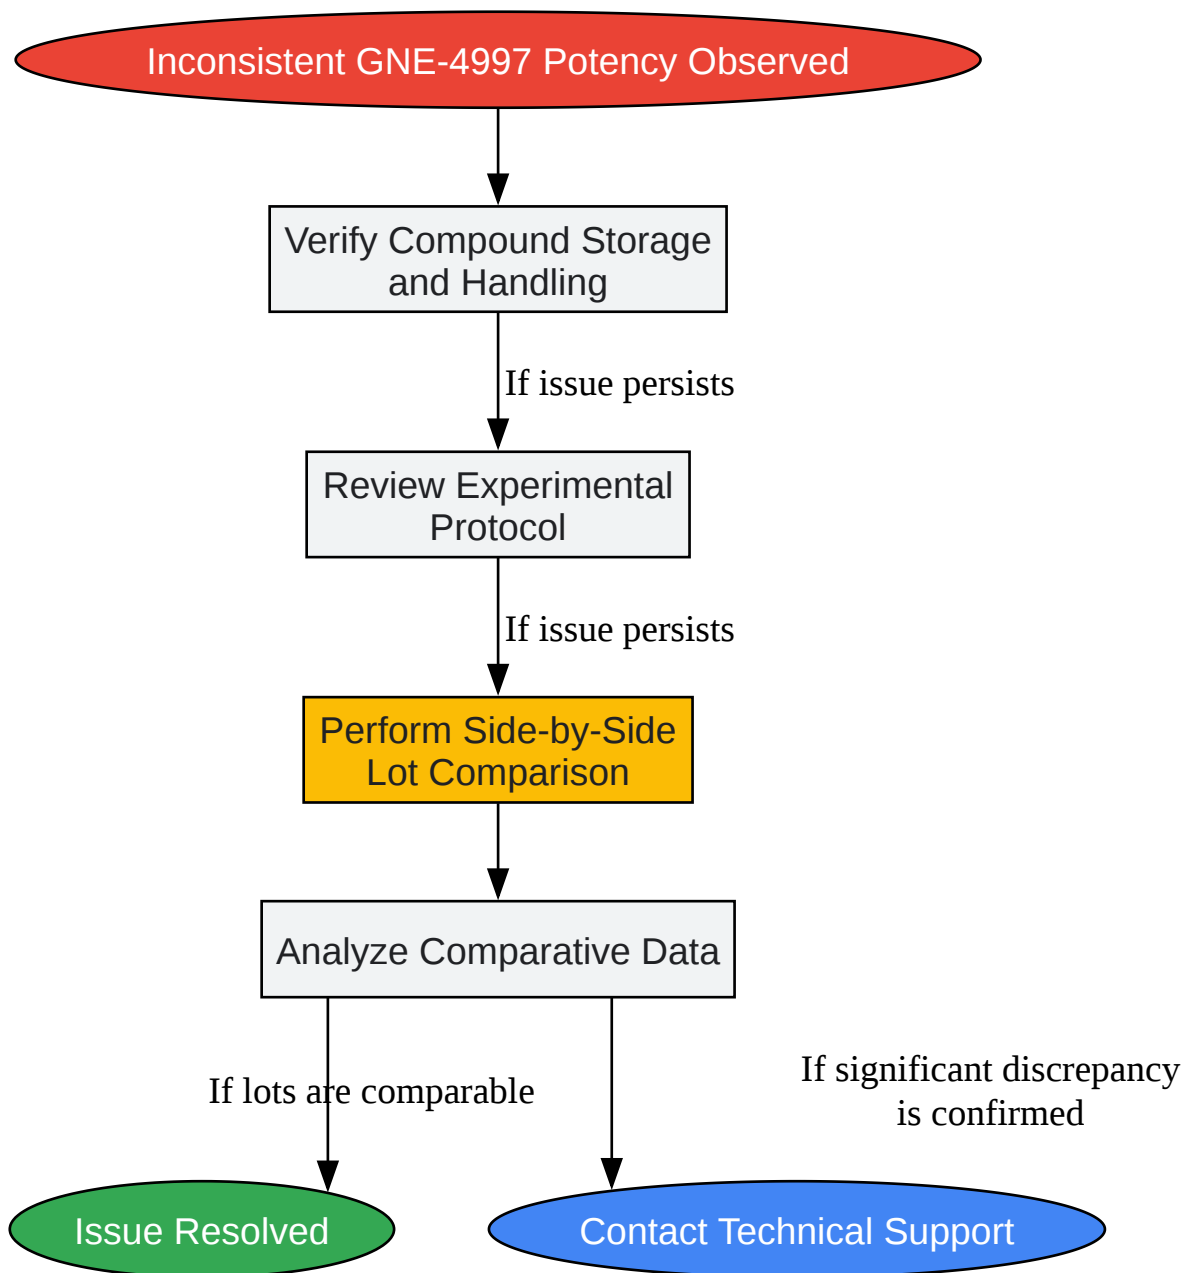 Inconsistent GNE-4997 Potency Observed
Verify Compound Storage
and Handling
If issue persists
Review Experimental
Protocol
If issue persists
Perform Side-by-Side
Lot Comparison
Analyze Comparative Data
If lots are comparable
If significant discrepancy
is confirmed
Issue Resolved
Contact Technical Support